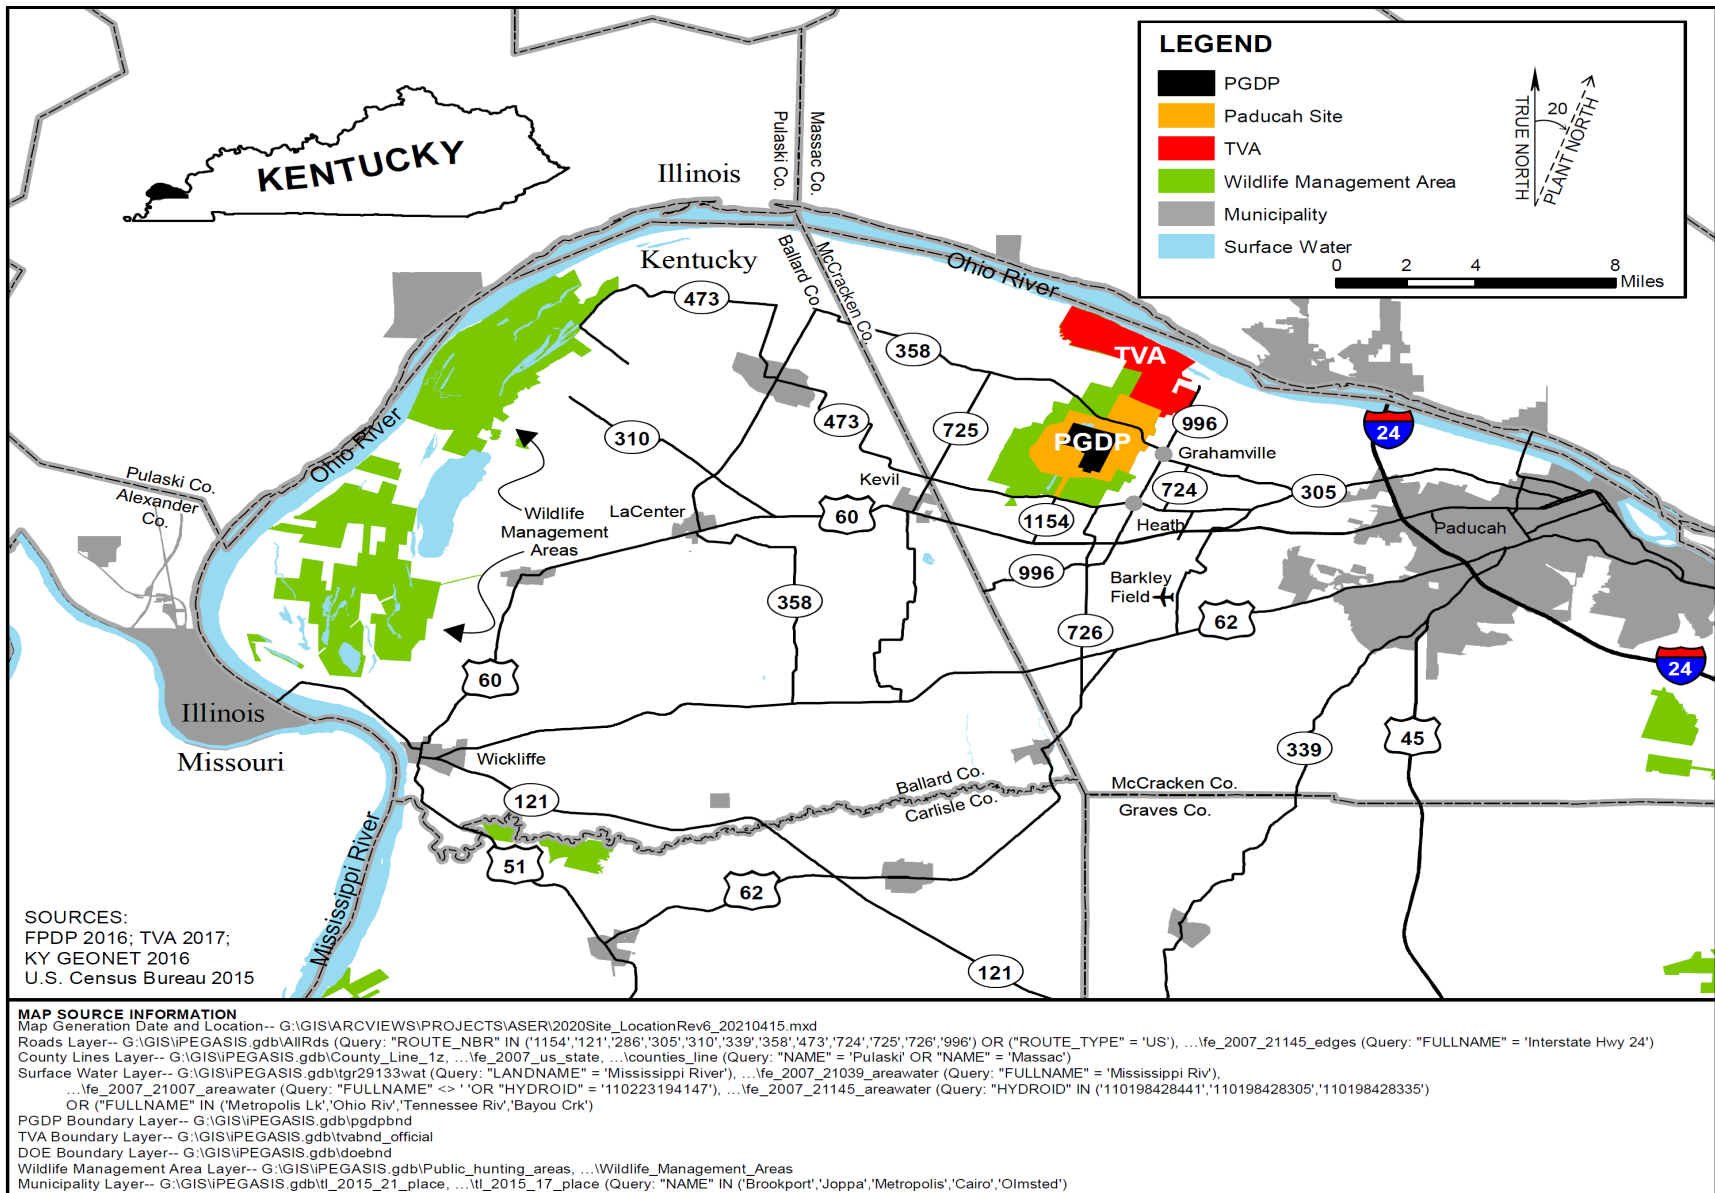 LEGEND
PGDP
Paducah Site
TVA
Wildlife Management Area
Municipality
Surface Water
TRUE NORTH
20
PLANT NORTH
0 2 4 8
Miles
KENTUCKY
Pulaski Co.
Massac Co.
Illinois
Kentucky
Ballard Co.
McCracken Co.
Ohio River
473
358
TVA
310
473
725
PGDP
996
Grahamville
24
Ohio River
Pulaski Co.
Alexander
Co.
Kevil
724
305
LaCenter
Wildlife
Management
Areas
60
1154
Heath
Paducah
996
Barkley
Field
358
726
62
60
24
Illinois
Missouri
Wickliffe
339
45
121
Ballard Co.
Carlisle Co.
McCracken Co.
Graves Co.
Mississippi River
51
62
121
SOURCES:
FPDP 2016; TVA 2017;
KY GEONET 2016
U.S. Census Bureau 2015
MAP SOURCE INFORMATION
Map Generation Date and Location-- G:\GIS\ARCVIEWS\PROJECTS\ASER\2020Site_LocationRev6_20210415.mxd
Roads Layer-- G:\GIS\iPEGASIS.gdb\AllRds (Query: "ROUTE_NBR" IN ('1154','121','286','305','310','339','358','473','724','725','726','996') OR ("ROUTE_TYPE" = 'US'), ...\fe_2007_21145_edges (Query: "FULLNAME" = 'Interstate Hwy 24')
County Lines Layer-- G:\GIS\iPEGASIS.gdb\County_Line_1z, ...\fe_2007_us_state, ...\counties_line (Query: "NAME" = 'Pulaski' OR "NAME" = 'Massac')
Surface Water Layer-- G:\GIS\iPEGASIS.gdb\tgr29133wat (Query: "LANDNAME" = 'Mississippi River'), ...\fe_2007_21039_areawater (Query: "FULLNAME" = 'Mississippi Riv'),
...\fe_2007_21007_areawater (Query: "FULLNAME" <> ' 'OR "HYDROID" = '110223194147'), ...\fe_2007_21145_areawater (Query: "HYDROID" IN ('110198428441','110198428305','110198428335')
OR ("FULLNAME" IN ('Metropolis Lk','Ohio Riv','Tennessee Riv','Bayou Crk')
PGDP Boundary Layer-- G:\GIS\iPEGASIS.gdb\pgdpbnd
TVA Boundary Layer-- G:\GIS\iPEGASIS.gdb\tvabnd_official
DOE Boundary Layer-- G:\GIS\iPEGASIS.gdb\doebnd
Wildlife Management Area Layer-- G:\GIS\iPEGASIS.gdb\Public_hunting_areas, ...\Wildlife_Management_Areas
Municipality Layer-- G:\GIS\iPEGASIS.gdb\tl_2015_21_place, ...\tl_2015_17_place (Query: "NAME" IN ('Brookport','Joppa','Metropolis','Cairo','Olmsted')